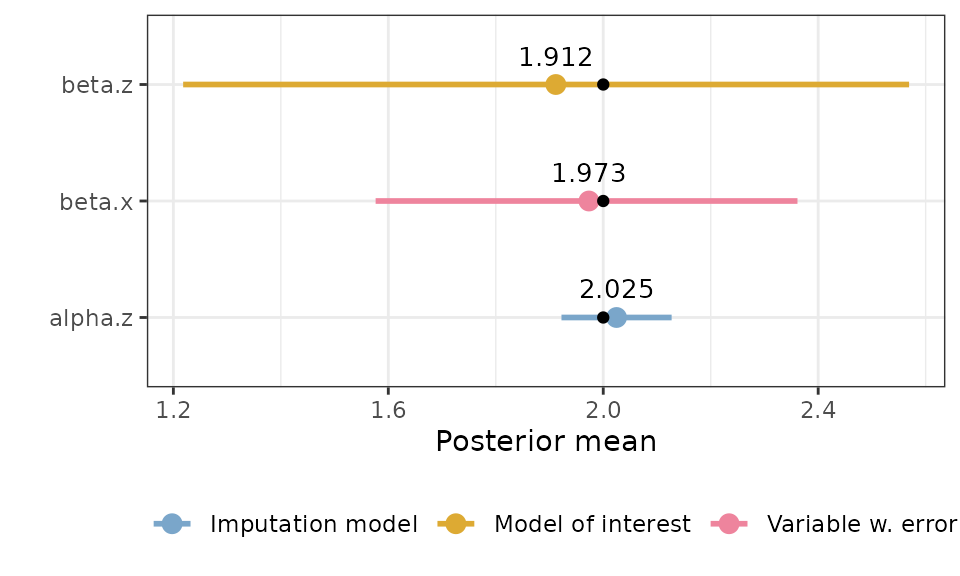 1.912
beta.z
1.973
beta.x
2.025
alpha.z
1.2 1.6 2.0 2.4
Posterior mean
Imputation model Model of interest Variable w. error